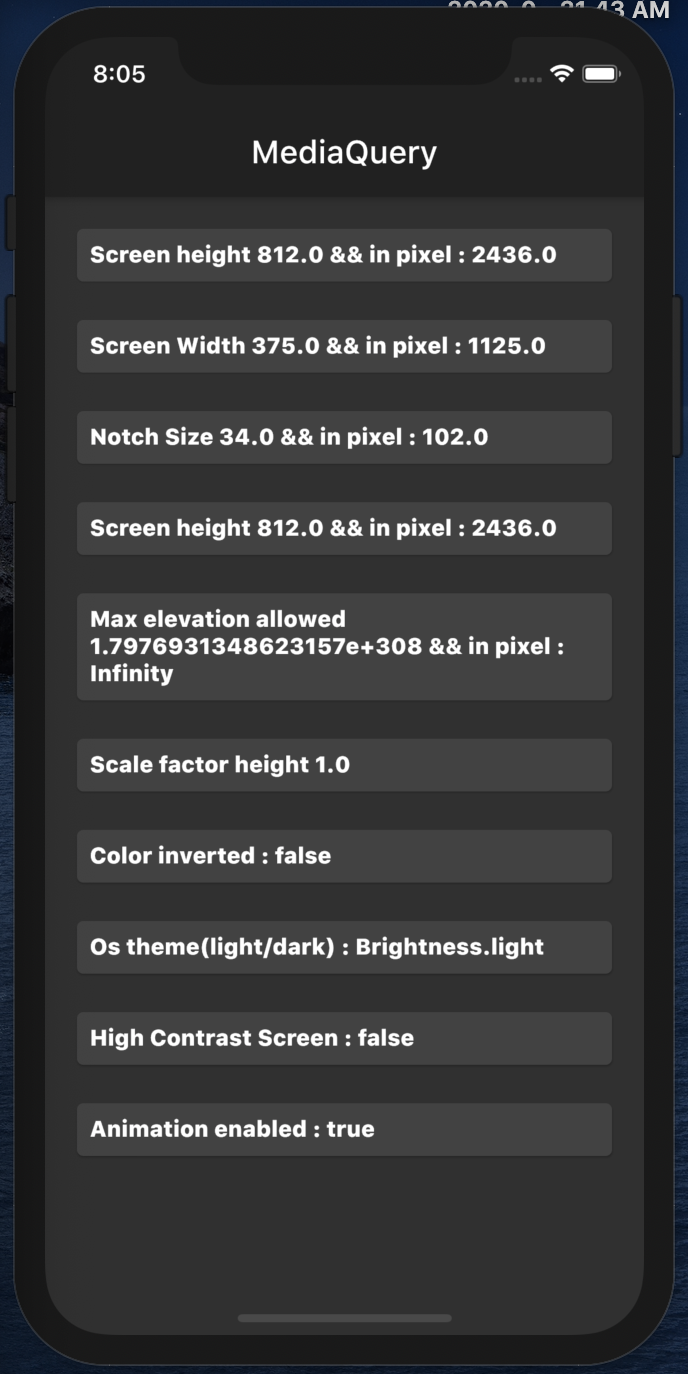 43 AM
8:05
MediaQuery
Screen height 812.0 && in pixel : 2436.0
Screen Width 375.0 && in pixel : 1125.0
Notch Size 34.0 && in pixel : 102.0
Screen height 812.0 && in pixel : 2436.0
Max elevation allowed
1.7976931348623157e+308 && in pixel :
Infinity
Scale factor height 1.0
Color inverted : false
Os theme(light/dark) : Brightness.light
High Contrast Screen : false
Animation enabled : true